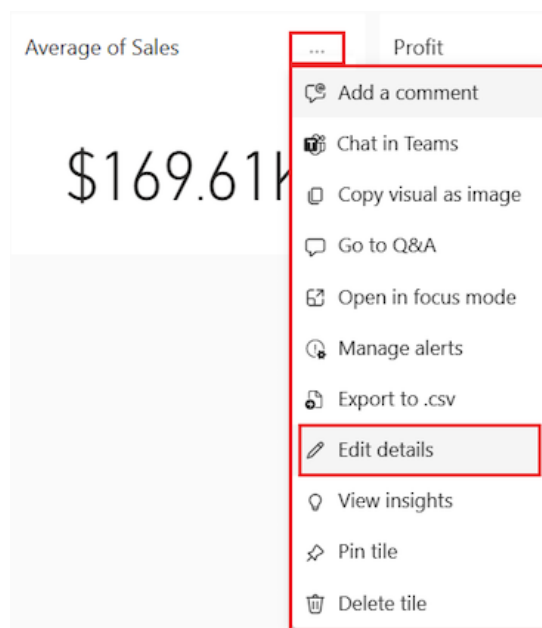 Average of Sales ... Profit
Add a comment
Chat in Teams
$169.61K
Copy visual as image
Go to Q&A
Open in focus mode
Manage alerts
Export to .csv
Edit details
View insights
Pin tile
Delete tile